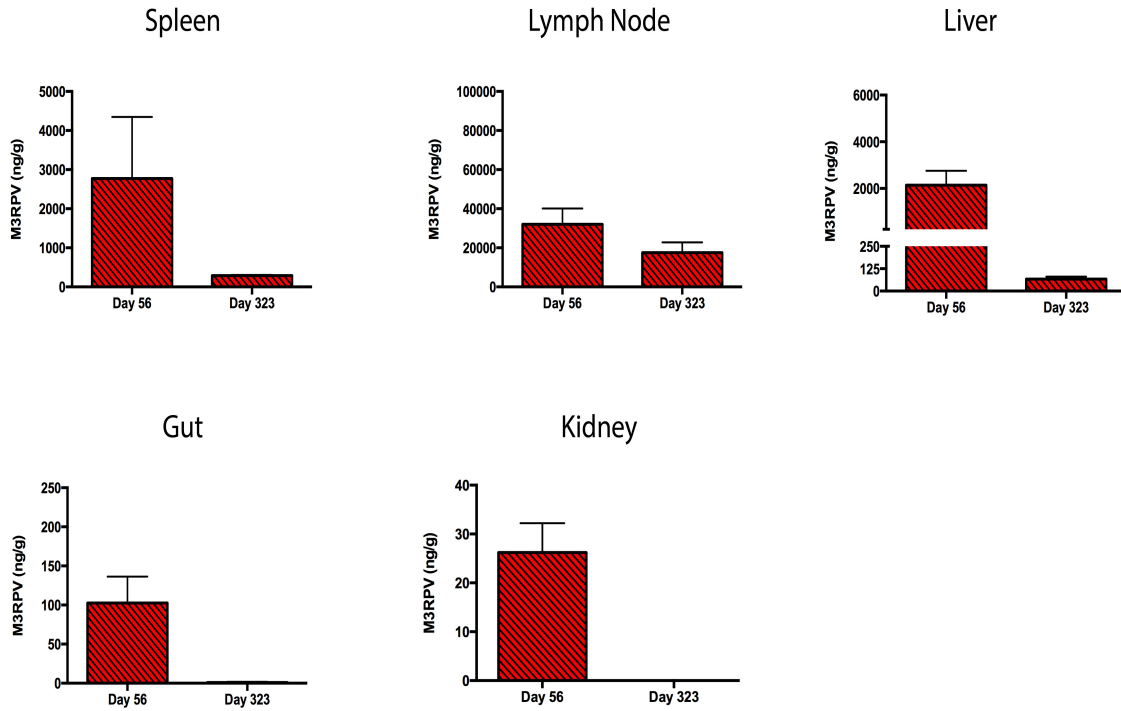 Spleen
M3RPV (ng/g)
5000
4000
3000
2000
1000
0
Day 56 Day 323
Lymph Node
M3RPV (ng/g)
100000
80000
60000
40000
20000
0
Day 56 Day 323
Liver
M3RPV (ng/g)
6000
4000
2000
250
125
0
Day 56 Day 323
Gut
M3RPV (ng/g)
250
200
150
100
50
0
Day 56 Day 323
Kidney
M3RPV (ng/g)
40
30
20
10
0
Day 56 Day 323